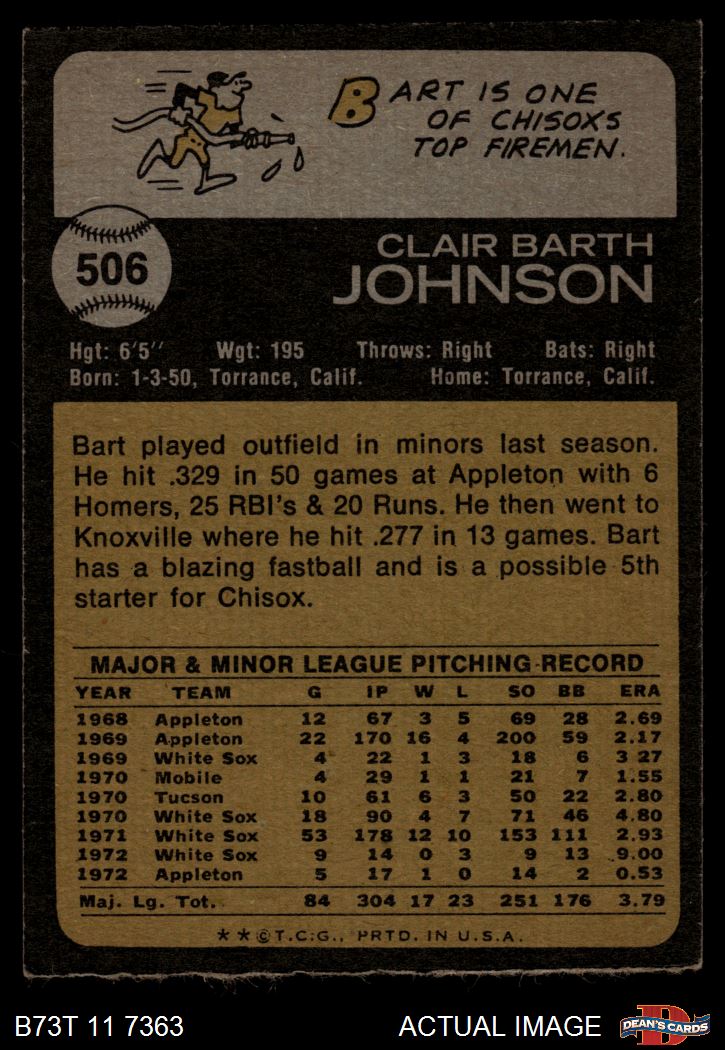 BART IS ONE
OF CHISOXS
TOP FIREMEN.
506
CLAIR BARTH
JOHNSON
Hgt: 6'5" Wgt: 195 Throws: Right Bats: Right
Born: 1-3-50, Torrance, Calif. Home: Torrance, Calif.
Bart played outfield in minors last season.
He hit .329 in 50 games at Appleton with 6
Homers, 25 RBI's & 20 Runs. He then went to
Knoxville where he hit .277 in 13 games. Bart
has a blazing fastball and is a possible 5th
starter for Chisox.
MAJOR & MINOR LEAGUE PITCHING RECORD
YEAR TEAM G IP W L SO BB ERA
1968 Appleton 12 67 3 5 69 28 2.69
1969 Appleton 22 170 16 4 200 59 2.17
1969 White Sox 4 22 1 3 18 6 3 27
1970 Mobile 4 29 1 1 21 7 1.55
1970 Tucson 10 61 6 3 50 22 2.80
1970 White Sox 18 90 4 7 71 46 4.80
1971 White Sox 53 178 12 10 153 111 2.93
1972 White Sox 9 14 0 3 9 13 9.00
1972 Appleton 5 17 1 0 14 2 0.53
Maj. Lg. Tot. 84 304 17 23 251 176 3.79
**©T.C.G., PRTD. IN U.S.A.
B73T 11 7363 ACTUAL IMAGE
D
DEAN'S CARDS